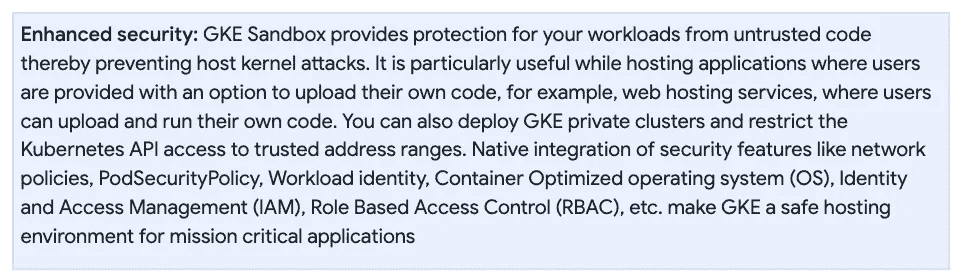 Enhanced security: GKE Sandbox provides protection for your workloads from untrusted code
thereby preventing host kernel attacks. It is particularly useful while hosting applications where users
are provided with an option to upload their own code, for example, web hosting services, where users
can upload and run their own code. You can also deploy GKE private clusters and restrict the
Kubernetes API access to trusted address ranges. Native integration of security features like network
policies, PodSecurityPolicy, Workload identity, Container Optimized operating system (OS), Identity
and Access Management (IAM), Role Based Access Control (RBAC), etc. make GKE a safe hosting
environment for mission critical applications